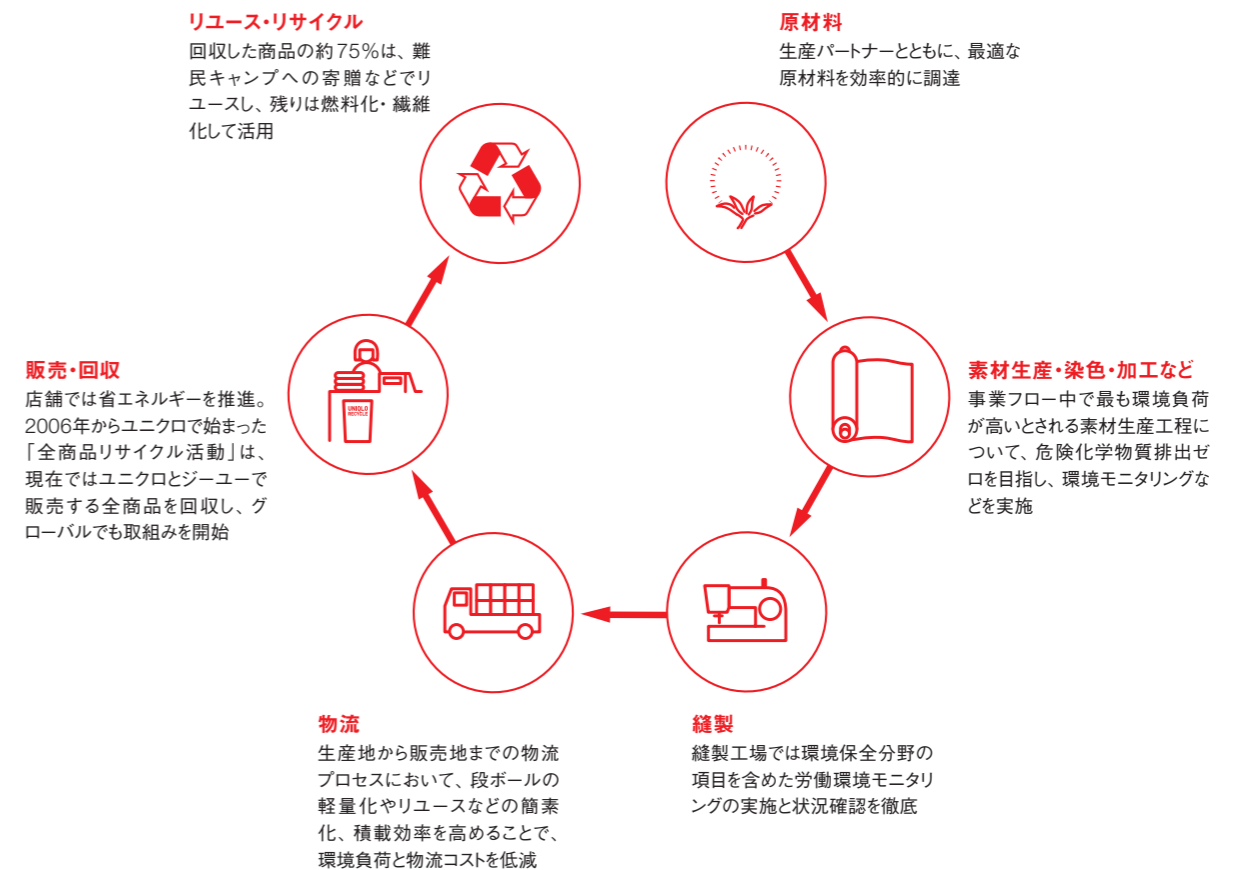 リユース・リサイクル
回収した商品の約75％は、難
民キャンプへの寄贈などでリ
ユースし、残りは燃料化・繊維
化して活用
原材料
生産パートナーとともに、最適な
原材料を効率的に調達
素材生産・染色・加工など
事業フロー中で最も環境負荷
が高いとされる素材生産工程に
ついて、危険化学物質排出ゼ
ロを目指し、環境モニタリングな
どを実施
縫製
縫製工場では環境保全分野の
項目を含めた労働環境モニタリ
ングの実施と状況確認を徹底
物流
生産地から販売地までの物流
プロセスにおいて、段ボールの
軽量化やリユースなどの簡素
化、積載効率を高めることで、
環境負荷と物流コストを低減
販売・回収
店舗では省エネルギーを推進。
2006年からユニクロで始まった
「全商品リサイクル活動」は、
現在ではユニクロとジーユーで
販売する全商品を回収し、グ
ローバルでも取組みを開始
UNIQLO
RECYCLE